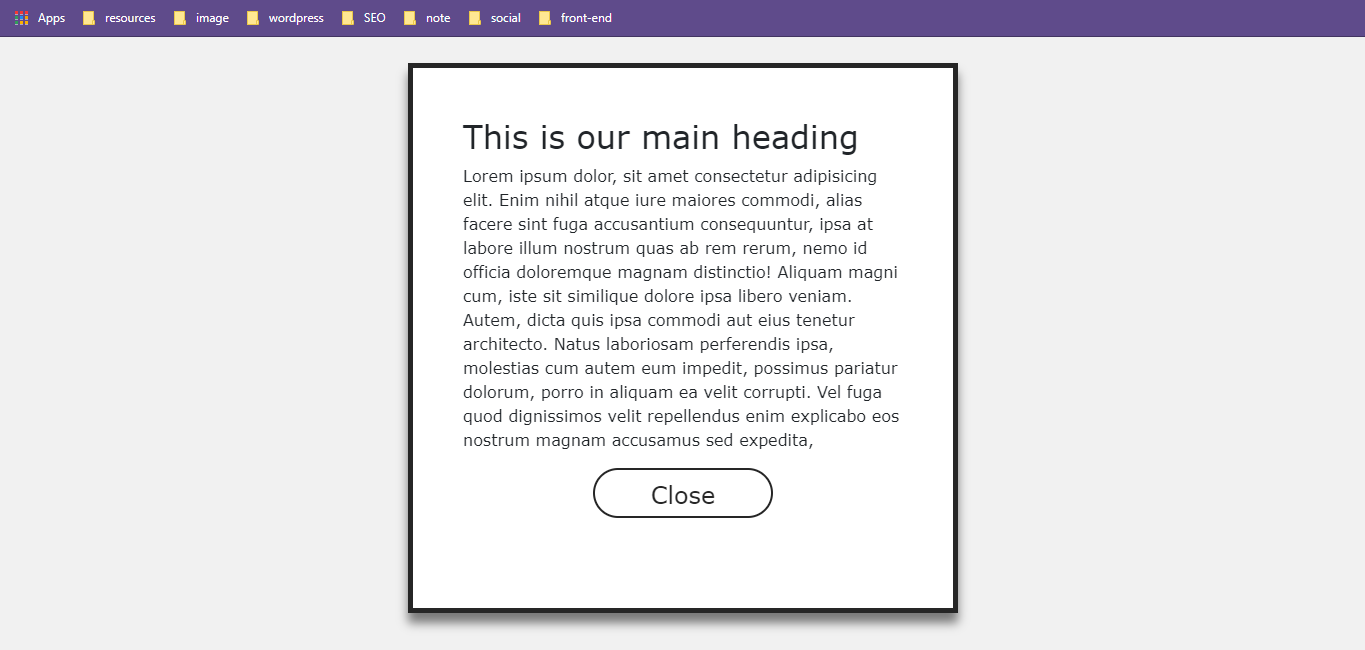 Apps resources image wordpress SEO note social front-end
This is our main heading
Lorem ipsum dolor, sit amet consectetur adipisicing
elit. Enim nihil atque iure maiores commodi, alias
facere sint fuga accusantium consequuntur, ipsa at
labore illum nostrum quas ab rem rerum, nemo id
officia doloremque magnam distinctio! Aliquam magni
cum, iste sit similique dolore ipsa libero veniam.
Autem, dicta quis ipsa commodi aut eius tenetur
architecto. Natus laboriosam perferendis ipsa,
molestias cum autem eum impedit, possimus pariatur
dolorum, porro in aliquam ea velit corrupti. Vel fuga
quod dignissimos velit repellendus enim explicabo eos
nostrum magnam accusamus sed expedita,
Close